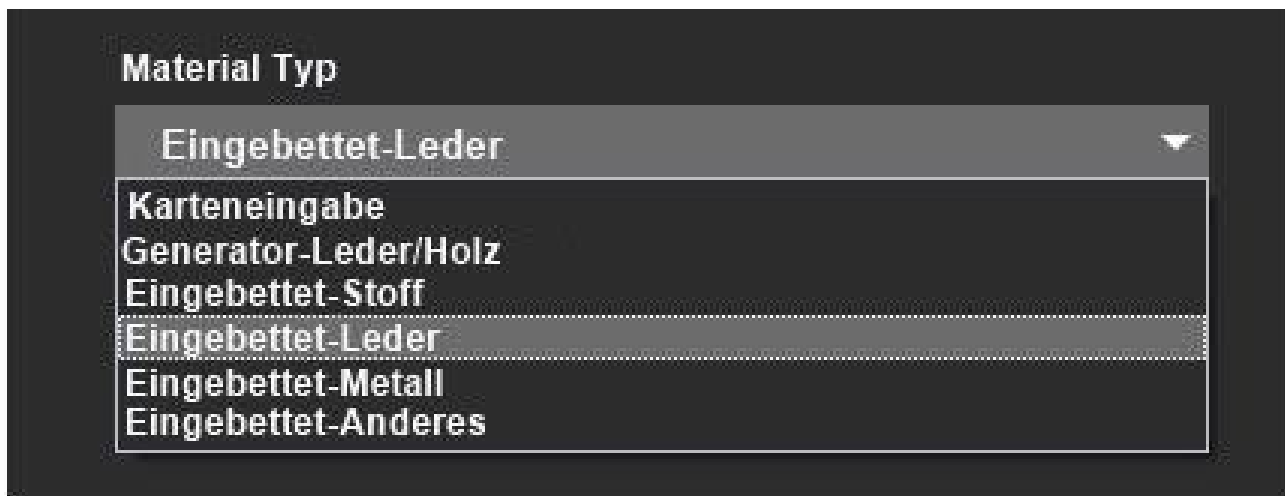 Material Typ
Eingebettet-Leder
Karteneingabe
Generator-Leder/Holz
Eingebettet-Stoff
Eingebettet-Leder
Eingebettet-Metall
Eingebettet-Anderes